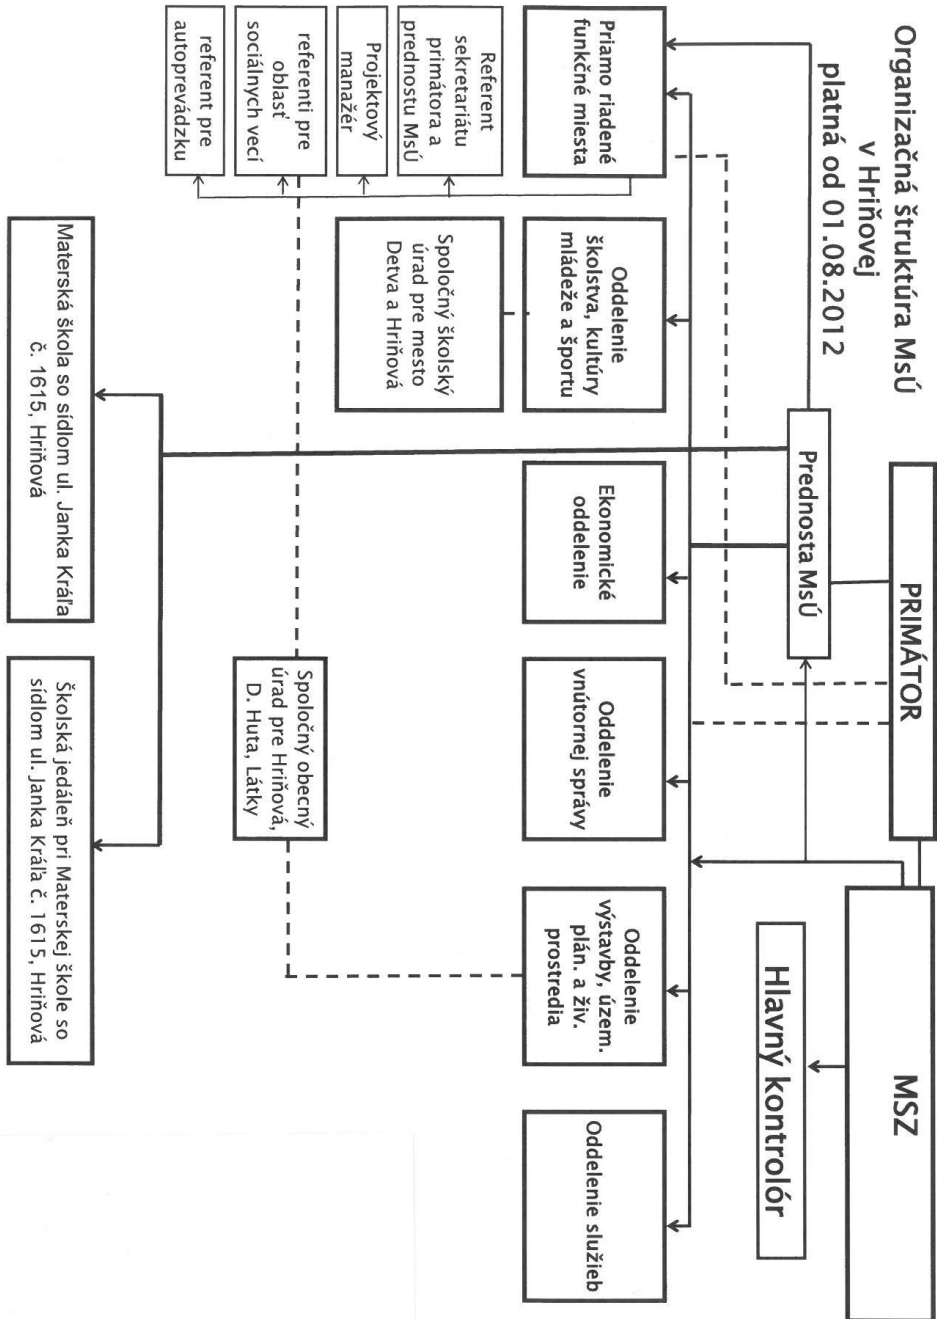 Organizačná štruktúra MsÚ
v Hriňovej
platná od 01.08.2012
PRIMÁTOR
MSZ
Prednosta MsÚ
Hlavný kontrolór
Priamo riadené
funkčné miesta
Oddelenie
školstva, kultúry
mládeže a športu
Ekonomické
oddelenie
Oddelenie
vnútornej správy
Oddelenie
výstavby, územ.
plán. a živ.
prostredia
Oddelenie služieb
Referent
sekretariátu
primátora a
prednostu MsÚ
Projektový
manažér
referenti pre
oblasť
sociálnych vecí
referent pre
autoprevádzku
Spoločný školský
úrad pre mesto
Detva a Hriňová
Spoločný obecný
úrad pre Hriňová,
D. Huta, Látky
Materská škola so sídlom ul. Janka Kráľa
č. 1615, Hriňová
Školská jedáleň pri Materskej škole so
sídlom ul. Janka Kráľa č. 1615, Hriňová